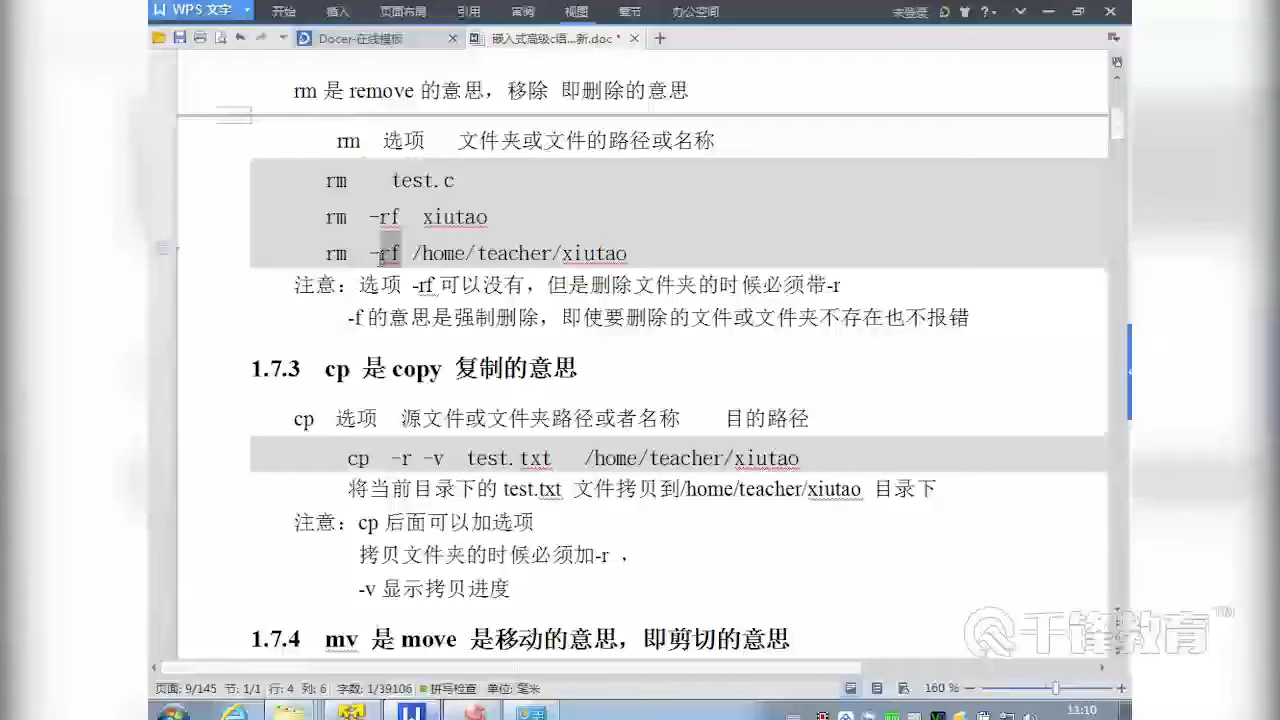 WPS 文字
开始 插入 页面布局 引用 审阅 视图 章节 办公空间 未登录
Docer-在线模板 嵌入式高级c语...新.doc *
rm 是 remove 的意思，移除 即删除的意思
rm 选项 文件夹或文件的路径或名称
rm test.c
rm -rf xiutao
rm -rf /home/teacher/xiutao
注意：选项 -rf 可以没有，但是删除文件夹的时候必须带-r
-f 的意思是强制删除，即使要删除的文件或文件夹不存在也不报错
1.7.3 cp 是 copy 复制的意思
cp 选项 源文件或文件夹路径或者名称 目的路径
cp -r -v test.txt /home/teacher/xiutao
将当前目录下的 test.txt 文件拷贝到/home/teacher/xiutao 目录下
注意：cp 后面可以加选项
拷贝文件夹的时候必须加-r ，
-v 显示拷贝进度
1.7.4 mv 是 move 是移动的意思，即剪切的意思
千锋教育 TM
页面: 9/145 节: 1/1 行: 4 列: 6 字数: 1/39106 拼写检查 单位: 毫米 160 %
11:10